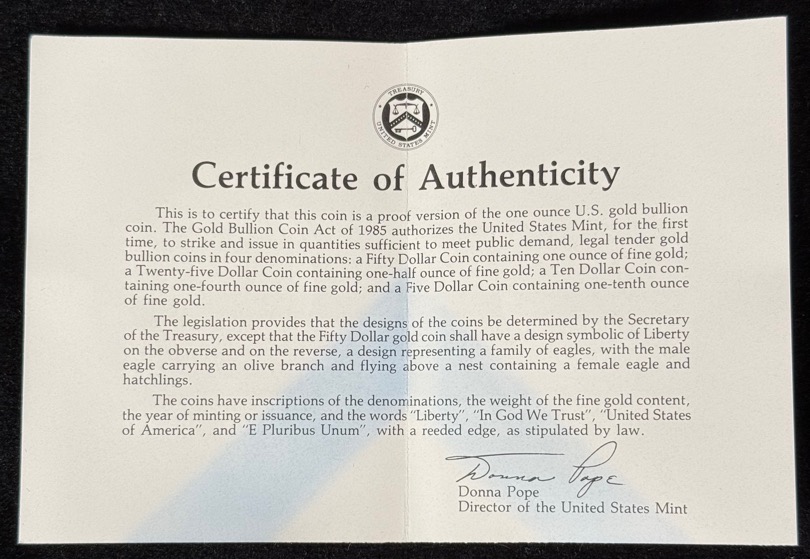 TREASURY
UNITED STATES MINT
Certificate of Authenticity
This is to certify that this coin is a proof version of the one ounce U.S. gold bullion
coin. The Gold Bullion Coin Act of 1985 authorizes the United States Mint, for the first
time, to strike and issue in quantities sufficient to meet public demand, legal tender gold
bullion coins in four denominations: a Fifty Dollar Coin containing one ounce of fine gold;
a Twenty-five Dollar Coin containing one-half ounce of fine gold; a Ten Dollar Coin con-
taining one-fourth ounce of fine gold; and a Five Dollar Coin containing one-tenth ounce
of fine gold.
The legislation provides that the designs of the coins be determined by the Secretary
of the Treasury, except that the Fifty Dollar gold coin shall have a design symbolic of Liberty
on the obverse and on the reverse, a design representing a family of eagles, with the male
eagle carrying an olive branch and flying above a nest containing a female eagle and
hatchlings.
The coins have inscriptions of the denominations, the weight of the fine gold content,
the year of minting or issuance, and the words “Liberty”, “In God We Trust”, “United States
of America”, and “E Pluribus Unum”, with a reeded edge, as stipulated by law.
Donna Pope
Donna Pope
Director of the United States Mint